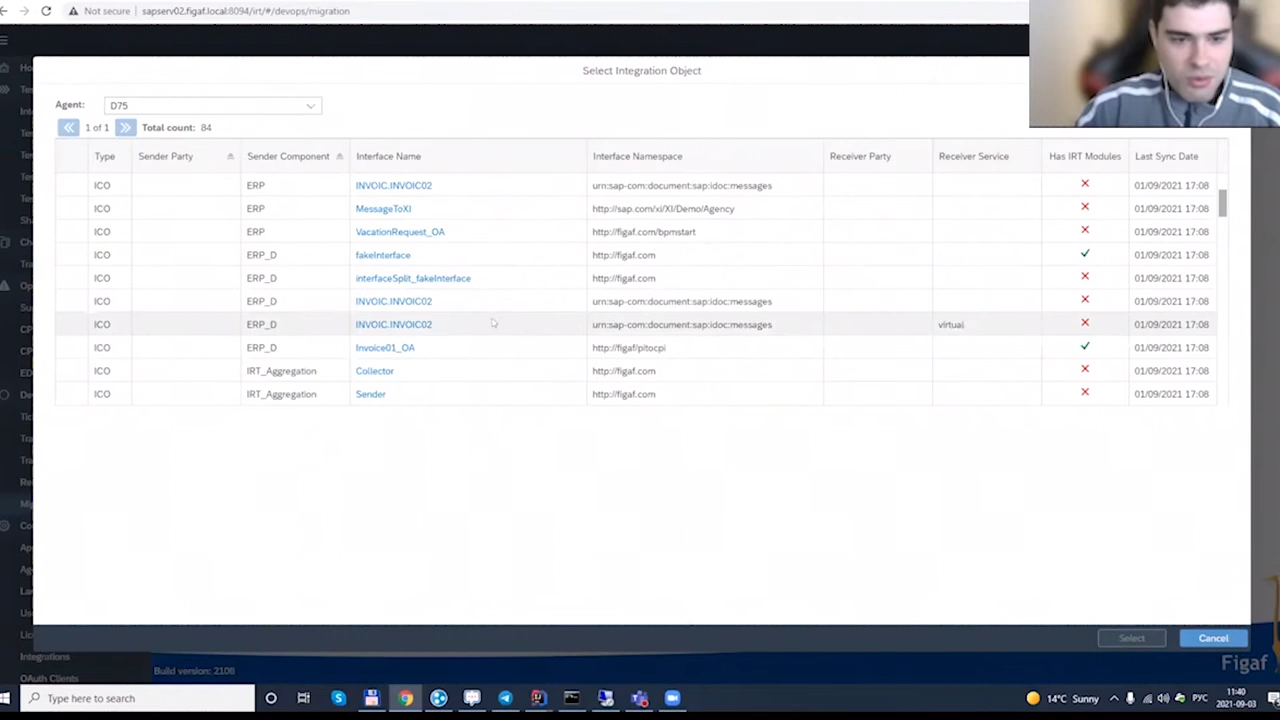 Not secure
sapserv02.figaf.local:8094/irt/#/devops/migration
Select Integration Object
Agent: D75
1 of 1 Total count: 84
Type Sender Party Sender Component Interface Name Interface Namespace Receiver Party Receiver Service Has IRT Modules Last Sync Date
ICO ERP INVOIC.INVOIC02 urn:sap-com:document:sap:idoc:messages 01/09/2021 17:08
ICO ERP MessageToXI http://sap.com/xi/XI/Demo/Agency 01/09/2021 17:08
ICO ERP VacationRequest_OA http://figaf.com/bpmstart 01/09/2021 17:08
ICO ERP_D fakeInterface http://figaf.com 01/09/2021 17:08
ICO ERP_D interfaceSplit_fakeInterface http://figaf.com 01/09/2021 17:08
ICO ERP_D INVOIC.INVOIC02 urn:sap-com:document:sap:idoc:messages 01/09/2021 17:08
ICO ERP_D INVOIC.INVOIC02 urn:sap-com:document:sap:idoc:messages virtual 01/09/2021 17:08
ICO ERP_D Invoice01_OA http://figaf/pitocpi 01/09/2021 17:08
ICO IRT_Aggregation Collector http://figaf.com 01/09/2021 17:08
ICO IRT_Aggregation Sender http://figaf.com 01/09/2021 17:08
Select Cancel
Integrations
OAuth Clients
Build version: 2108
Figaf
Type here to search
14°C Sunny
РУС
11:40
2021-09-03